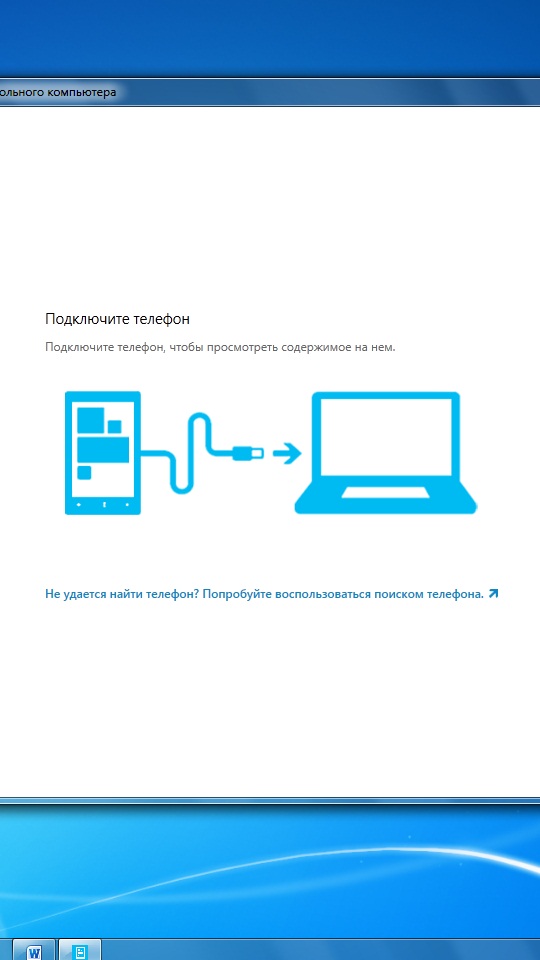 ольного компьютера
Подключите телефон
Подключите телефон, чтобы просмотреть содержимое на нем.
Не удается найти телефон? Попробуйте воспользоваться поиском телефона.
W